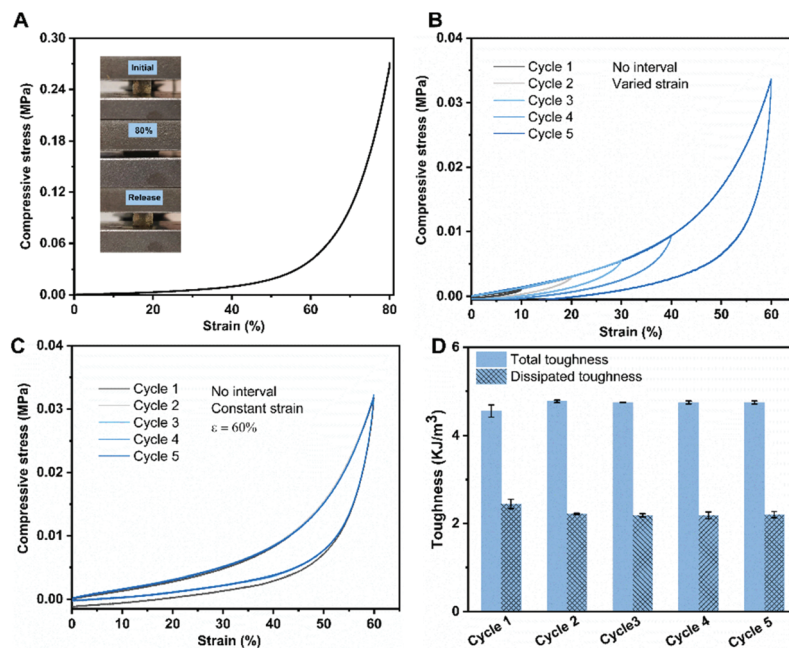 A
Compressive stress (MPa)
0.30
0.24
0.18
0.12
0.06
0.00
Initial
80%
Release
0
20
40
60
80
Strain (%)
B
Compressive stress (MPa)
0.04
0.03
0.02
0.01
0.00
Cycle 1
Cycle 2
Cycle 3
Cycle 4
Cycle 5
No interval
Varied strain
0
10
20
30
40
50
60
Strain (%)
C
Compressive stress (MPa)
0.04
0.03
0.02
0.01
0.00
Cycle 1
Cycle 2
Cycle 3
Cycle 4
Cycle 5
No interval
Constant strain
ε = 60%
0
10
20
30
40
50
60
Strain (%)
D
Toughness (KJ/m³)
6
4
2
0
Total toughness
Dissipated toughness
Cycle 1
Cycle 2
Cycle3
Cycle 4
Cycle 5